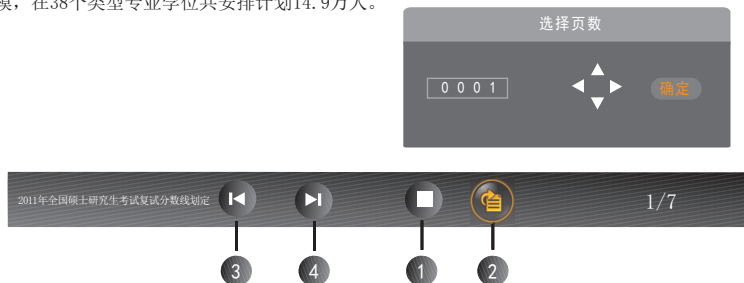 模，在38个类型专业学位共安排计划14.9万人。
选择页数
0001
确定
2011年全国硕士研究生考试复试分数线划定
1/7
3
4
1
2